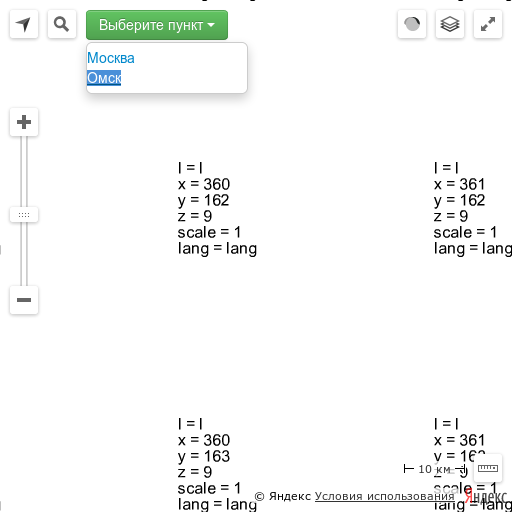 Выберите пункт
Москва
Омск
l = l
x = 360
y = 162
z = 9
scale = 1
lang = lang
l = l
x = 361
y = 162
z = 9
scale = 1
lang = lang
l = l
x = 360
y = 163
z = 9
scale = 1
lang = lang
l = l
x = 361
y = 163
z = 9
scale = 1
lang = lang
10 км
© Яндекс Условия использования Яндекс